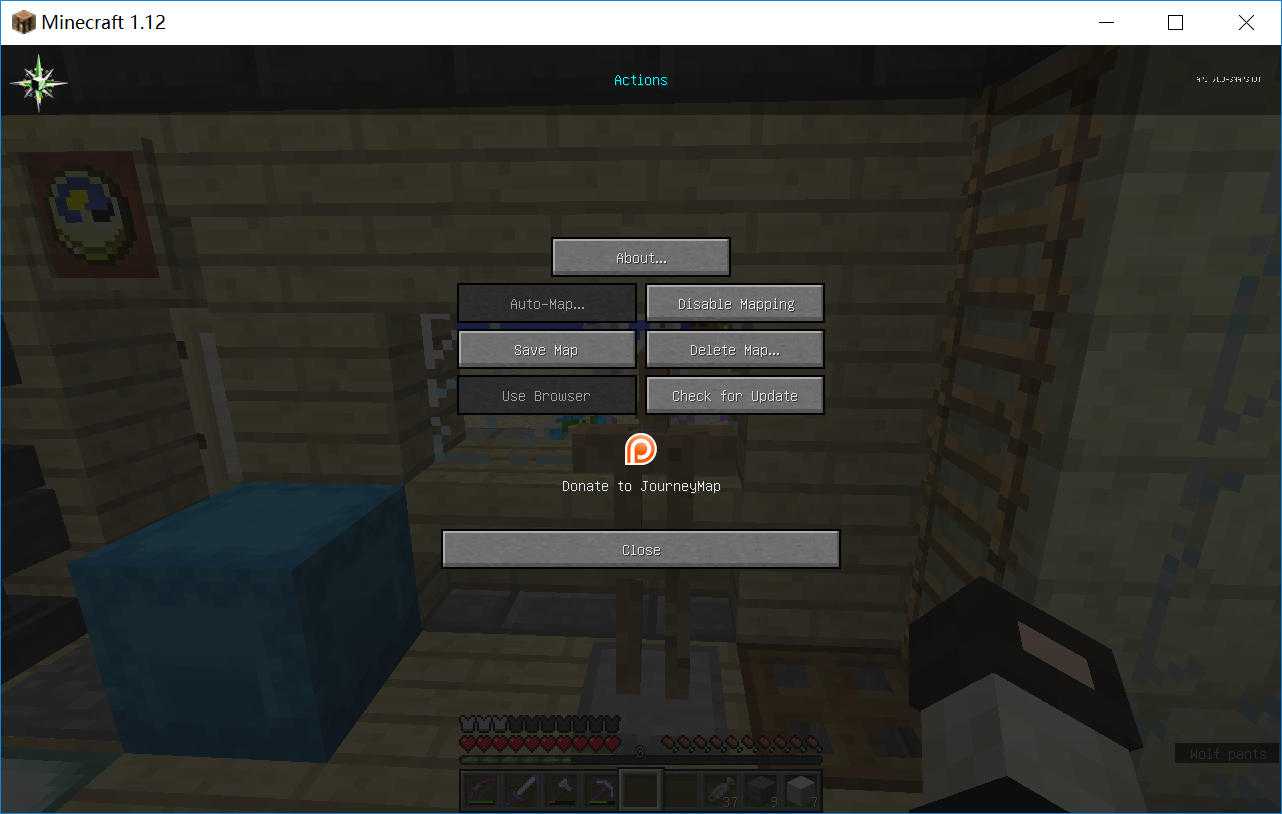 Minecraft 1.12
Actions
About...
Auto-Map...
Disable Mapping
Save Map
Delete Map...
Use Browser
Check for Update
Donate to JourneyMap
Close
8
Wolf pants
37
9
7